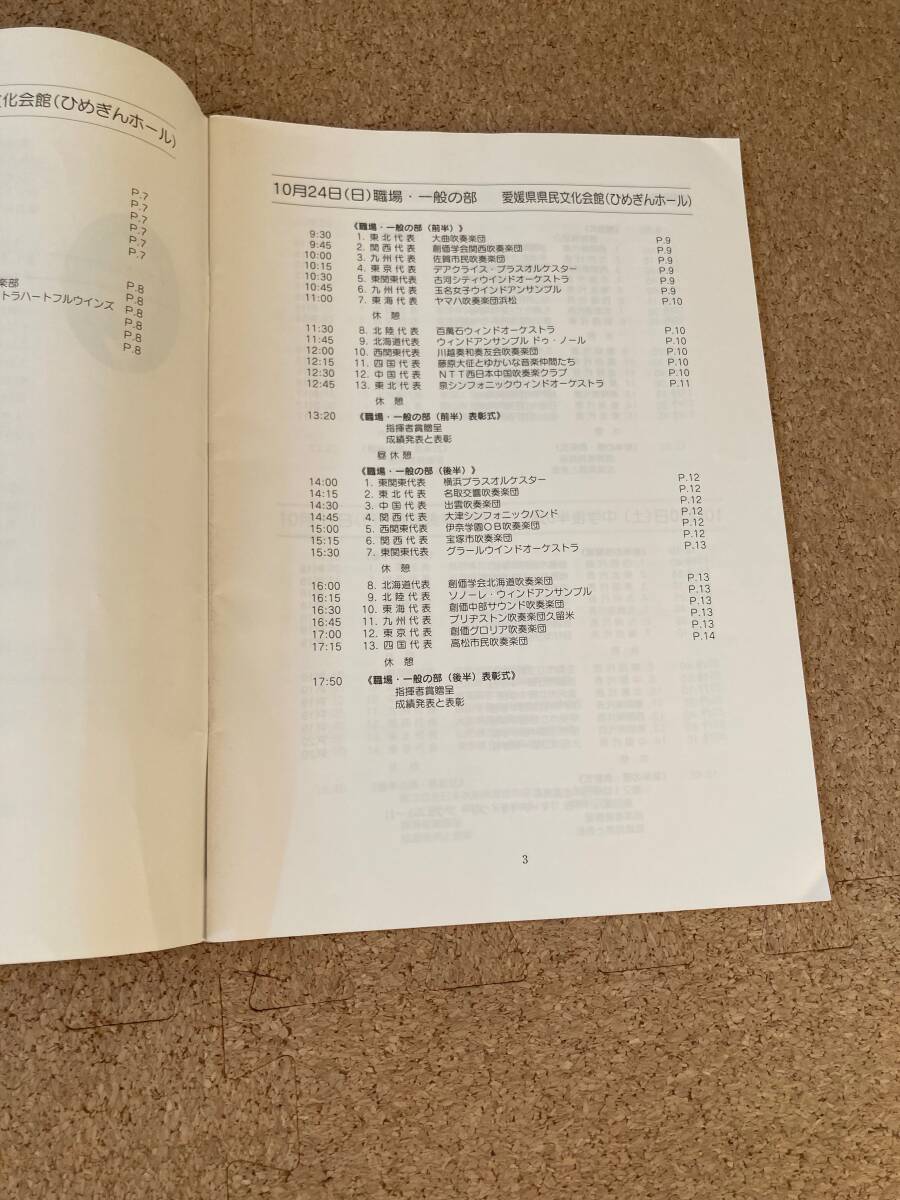 文化会館(ひめぎんホール)
P.7
P.7
P.7
P.7
P.7
P.7
楽部 P.8
トラハートフルウインズ P.8
P.8
P.8
P.8
P.8
10月24日(日)職場・一般の部 愛媛県県民文化会館(ひめぎんホール)
《職場・一般の部(前半)》
9:30 1. 東北代表 大曲吹奏楽団 P.9
9:45 2. 関西代表 創価学会関西吹奏楽団 P.9
10:00 3. 九州代表 佐賀市民吹奏楽団 P.9
10:15 4. 東京代表 デアクライス・ブラスオルケスター P.9
10:30 5. 東関東代表 古河シティウインドオーケストラ P.9
10:45 6. 九州代表 玉名女子ウインドアンサンブル P.9
11:00 7. 東海代表 ヤマハ吹奏楽団浜松 P.10
休憩
11:30 8. 北陸代表 百萬石ウィンドオーケストラ P.10
11:45 9. 北海道代表 ウィンドアンサンブル ドゥ・ノール P.10
12:00 10. 西関東代表 川越奏和奏友会吹奏楽団 P.10
12:15 11. 四国代表 藤原大征とゆかいな音楽仲間たち P.10
12:30 12. 中国代表 NTT西日本中国吹奏楽クラブ P.10
12:45 13. 東北代表 泉シンフォニックウィンドオーケストラ P.11
休憩
13:20 《職場・一般の部(前半)表彰式》
指揮者賞贈呈
成績発表と表彰
昼休憩
《職場・一般の部(後半)》
14:00 1. 東関東代表 横浜ブラスオルケスター P.12
14:15 2. 東北代表 名取交響吹奏楽団 P.12
14:30 3. 中国代表 出雲吹奏楽団 P.12
14:45 4. 関西代表 大津シンフォニックバンド P.12
15:00 5. 西関東代表 伊奈学園OB吹奏楽団 P.12
15:15 6. 関西代表 宝塚市吹奏楽団 P.12
15:30 7. 東関東代表 グラールウインドオーケストラ P.13
休憩
16:00 8. 北海道代表 創価学会北海道吹奏楽団 P.13
16:15 9. 北陸代表 ソノーレ・ウィンドアンサンブル P.13
16:30 10. 東海代表 創価中部サウンド吹奏楽団 P.13
16:45 11. 九州代表 ブリヂストン吹奏楽団久留米 P.13
17:00 12. 東京代表 創価グロリア吹奏楽団 P.13
17:15 13. 四国代表 高松市民吹奏楽団 P.14
休憩
17:50 《職場・一般の部(後半)表彰式》
指揮者賞贈呈
成績発表と表彰
3